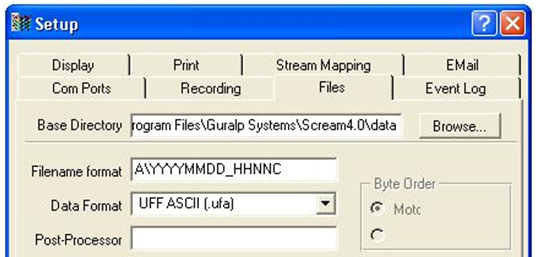 Setup
Display Print Stream Mapping EMail
Com Ports Recording Files Event Log
Base Directory rogram Files\Guralp Systems\Scream4.0\data Browse...
Filename format A\YYYYMMDD_HHNNC
Byte Order
Data Format UFF ASCII (.ufa)
Post-Processor